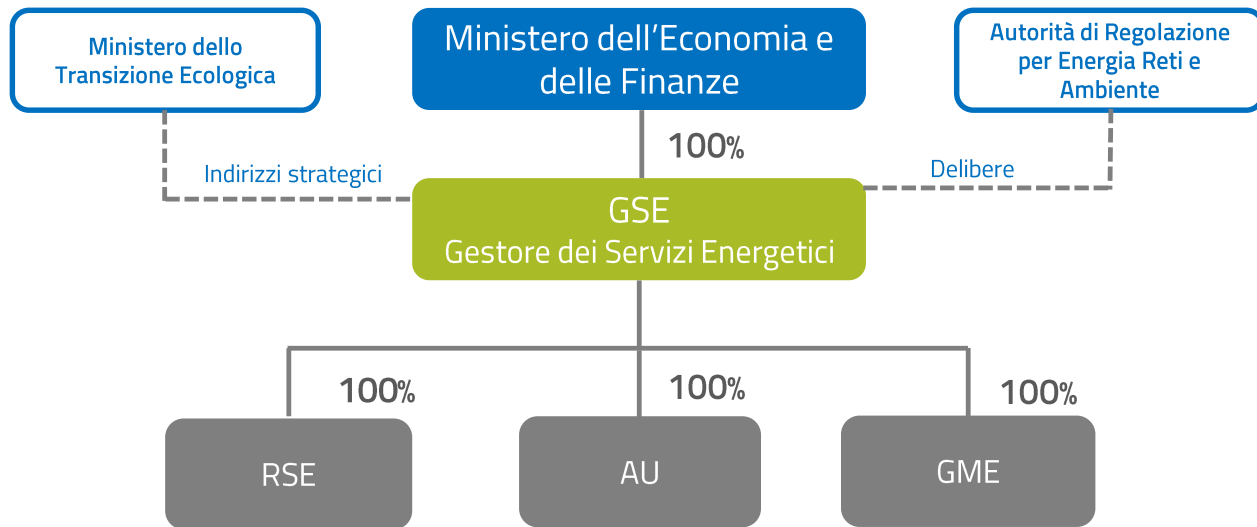 Ministero dello
Transizione Ecologica
Ministero dell'Economia e
delle Finanze
Autorità di Regolazione
per Energia Reti e
Ambiente
100%
Indirizzi strategici
Delibere
GSE
Gestore dei Servizi Energetici
100%
100%
100%
RSE
AU
GME